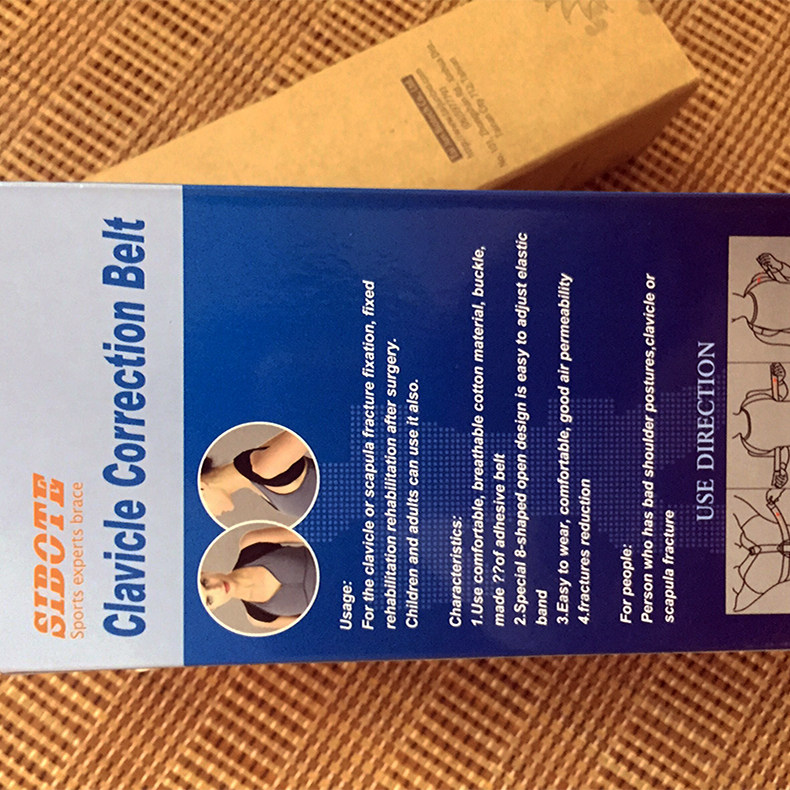 SIBOTE
Sports experts brace
Clavicle Correction Belt
Usage:
For the clavicle or scapula fracture fixation, fixed
rehabilitation rehabilitation after surgery.
Children and adults can use it also.
Characteristics:
1.Use comfortable, breathable cotton material, buckle,
made ??of adhesive belt
2.Special 8-shaped open design is easy to adjust elastic
band
3.Easy to wear, comfortable, good air permeability
4.fractures reduction
For people:
Person who has bad shoulder postures,clavicle or
scapula fracture
USE DIRECTION